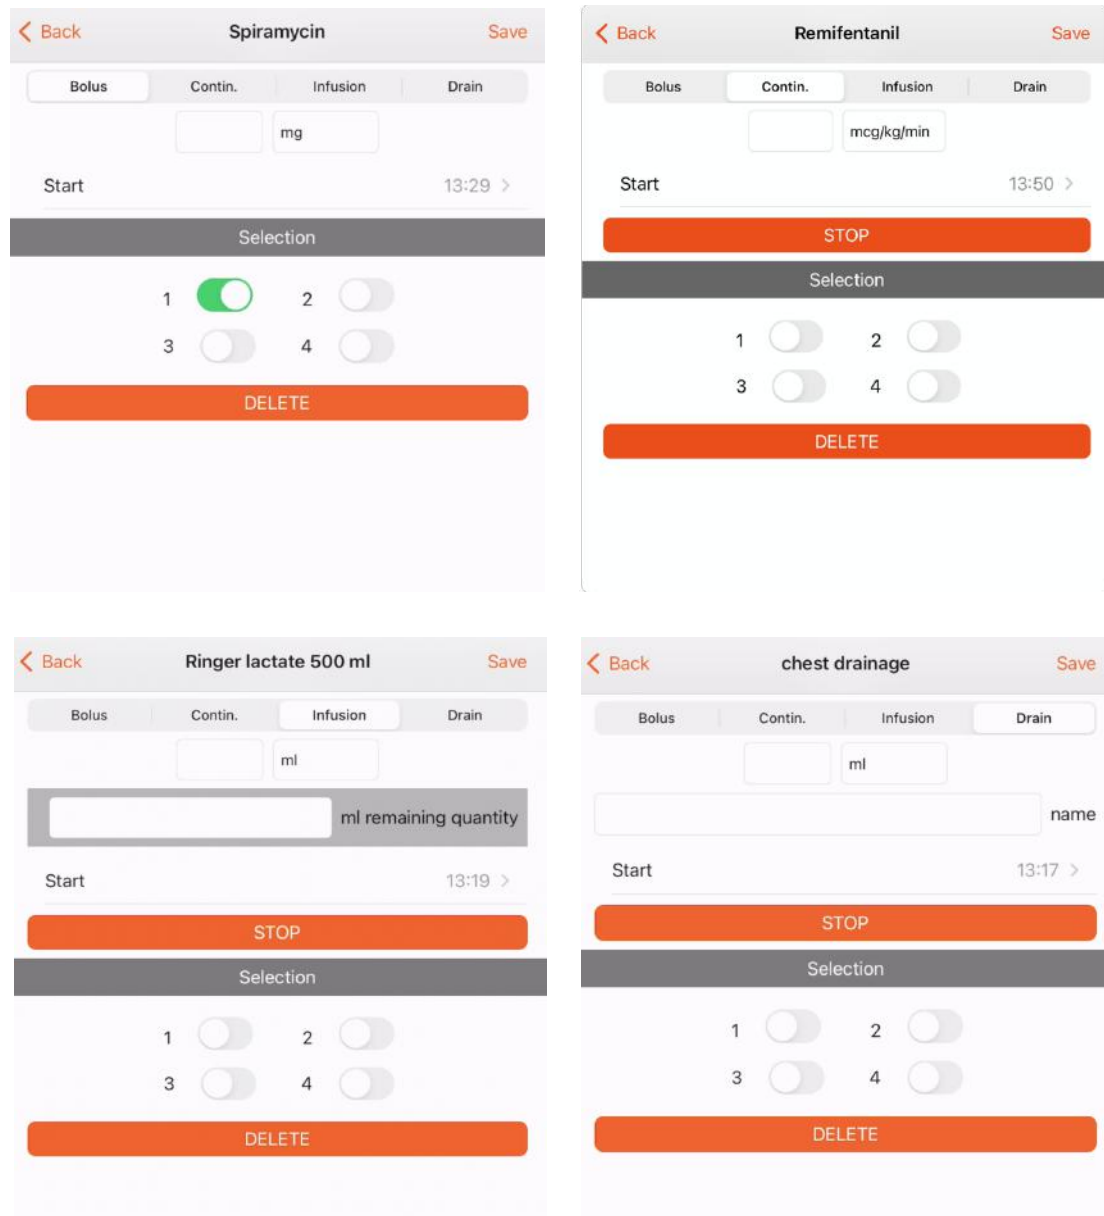 Back Spiramycin Save
Bolus Contin. Infusion Drain
mg
Start 13:29
Selection
1 2
3 4
DELETE
Back Remifentanil Save
Bolus Contin. Infusion Drain
mcg/kg/min
Start 13:50
STOP
Selection
1 2
3 4
DELETE
Back Ringer lactate 500 ml Save
Bolus Contin. Infusion Drain
ml
ml remaining quantity
Start 13:19
STOP
Selection
1 2
3 4
DELETE
Back chest drainage Save
Bolus Contin. Infusion Drain
ml
name
Start 13:17
STOP
Selection
1 2
3 4
DELETE